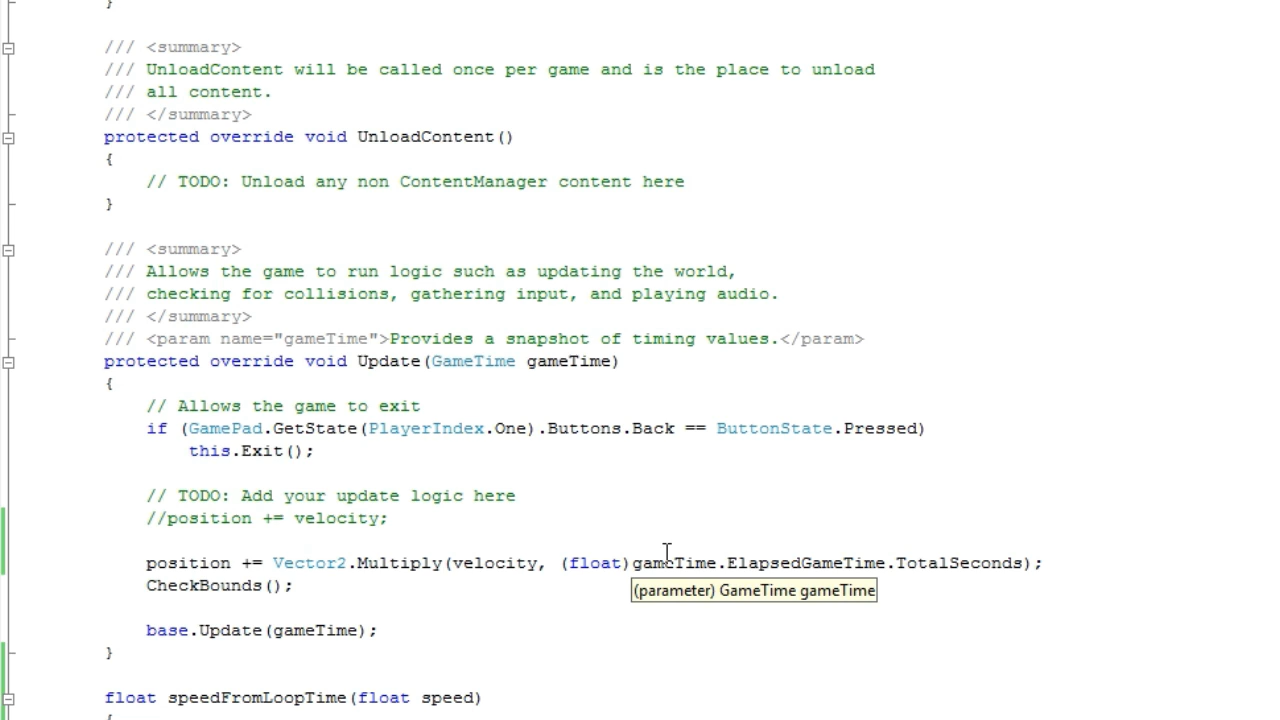 }
/// <summary>
/// UnloadContent will be called once per game and is the place to unload
/// all content.
/// </summary>
protected override void UnloadContent()
{
// TODO: Unload any non ContentManager content here
}
/// <summary>
/// Allows the game to run logic such as updating the world,
/// checking for collisions, gathering input, and playing audio.
/// </summary>
/// <param name="gameTime">Provides a snapshot of timing values.</param>
protected override void Update(GameTime gameTime)
{
// Allows the game to exit
if (GamePad.GetState(PlayerIndex.One).Buttons.Back == ButtonState.Pressed)
this.Exit();
// TODO: Add your update logic here
//position += velocity;
position += Vector2.Multiply(velocity, (float)gameTime.ElapsedGameTime.TotalSeconds);
CheckBounds();
(parameter) GameTime gameTime
base.Update(gameTime);
}
float speedFromLoopTime(float speed)
{